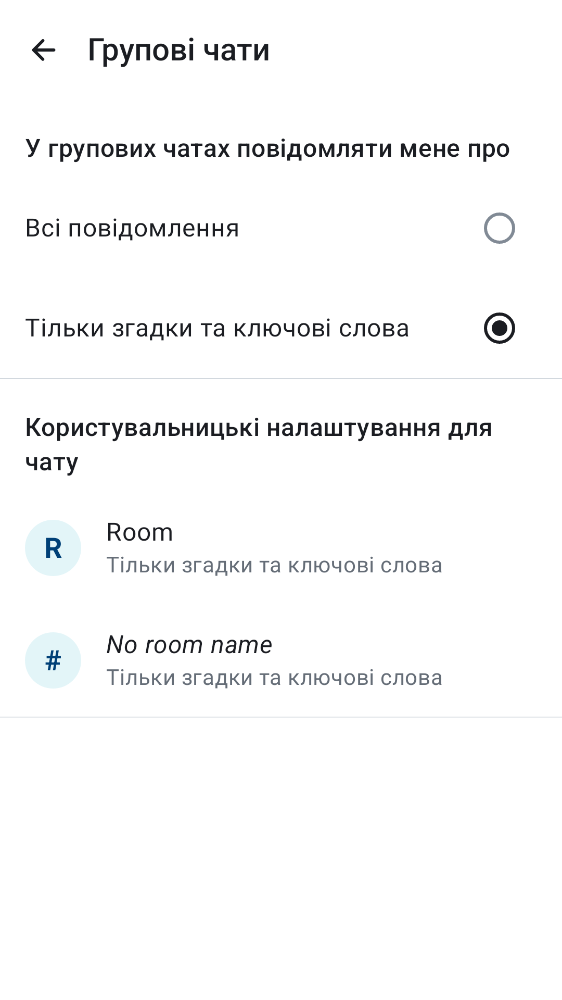 Групові чати
У групових чатах повідомляти мене про
Всі повідомлення
Тільки згадки та ключові слова
Користувальницькі налаштування для
чату
R
Room
Тільки згадки та ключові слова
#
No room name
Тільки згадки та ключові слова